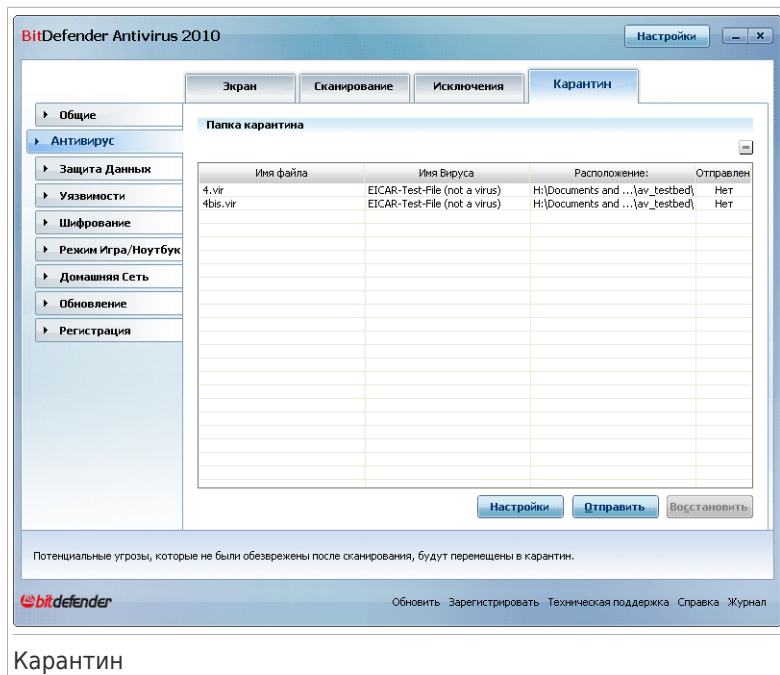 BitDefender Antivirus 2010
Настройки
Экран Сканирование Исключения Карантин
Общие
Антивирус
Защита Данных
Уязвимости
Шифрование
Режим Игра/Ноутбук
Домашняя Сеть
Обновление
Регистрация
Папка карантина
Имя файла Имя Вируса Расположение: Отправлен
4.vir EICAR-Test-File (not a virus) H:\Documents and ...\av_testbed\ Нет
4bis.vir EICAR-Test-File (not a virus) H:\Documents and ...\av_testbed\ Нет
Настройки Отправить Восстановить
Потенциальные угрозы, которые не были обезврежены после сканирования, будут перемещены в карантин.
bitdefender
Обновить Зарегистрировать Техническая поддержка Справка Журнал
Карантин